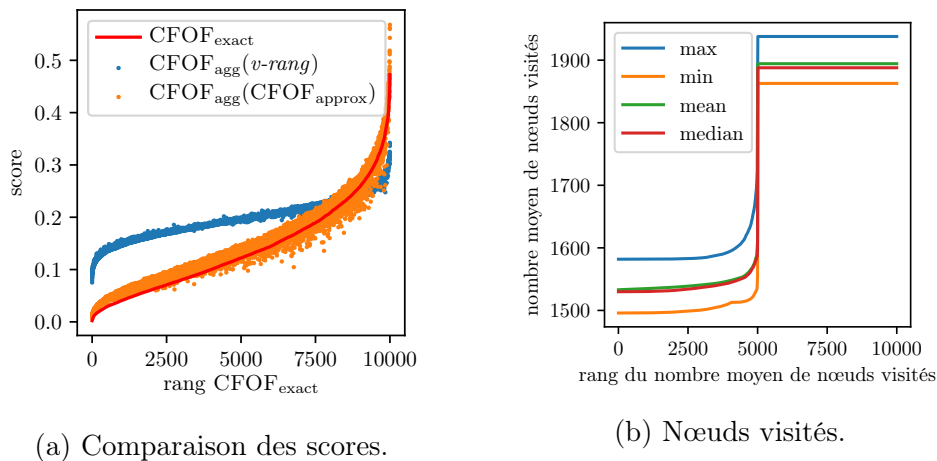 CFOF_exact
CFOF_agg(v-rang)
CFOF_agg(CFOF_approx)
score
0.5
0.4
0.3
0.2
0.1
0.0
0 2500 5000 7500 10000
rang CFOF_exact
(a) Comparaison des scores.
max
min
mean
median
nombre moyen de nœuds visités
1900
1800
1700
1600
1500
0 2500 5000 7500 10000
rang du nombre moyen de nœuds visités
(b) Nœuds visités.